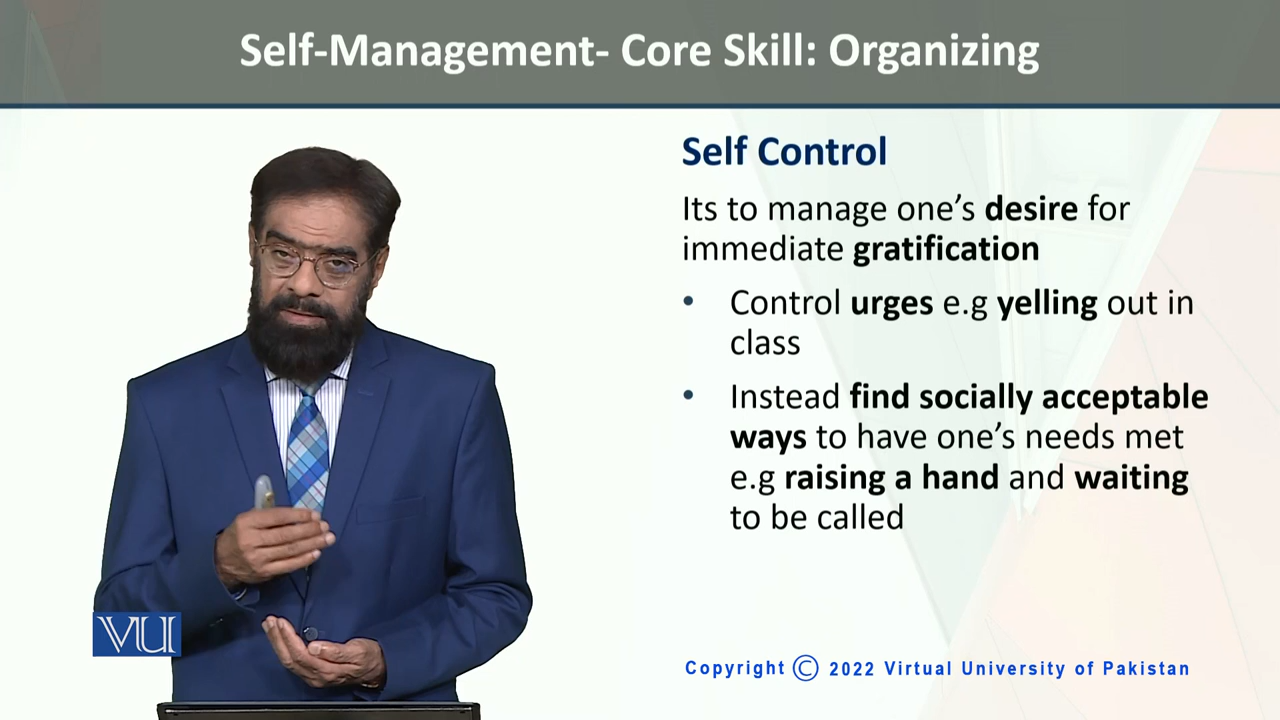 Self-Management- Core Skill: Organizing
Self Control
Its to manage one’s desire for
immediate gratification
• Control urges e.g yelling out in
class
• Instead find socially acceptable
ways to have one’s needs met
e.g raising a hand and waiting
to be called
VU
Copyright © 2022 Virtual University of Pakistan